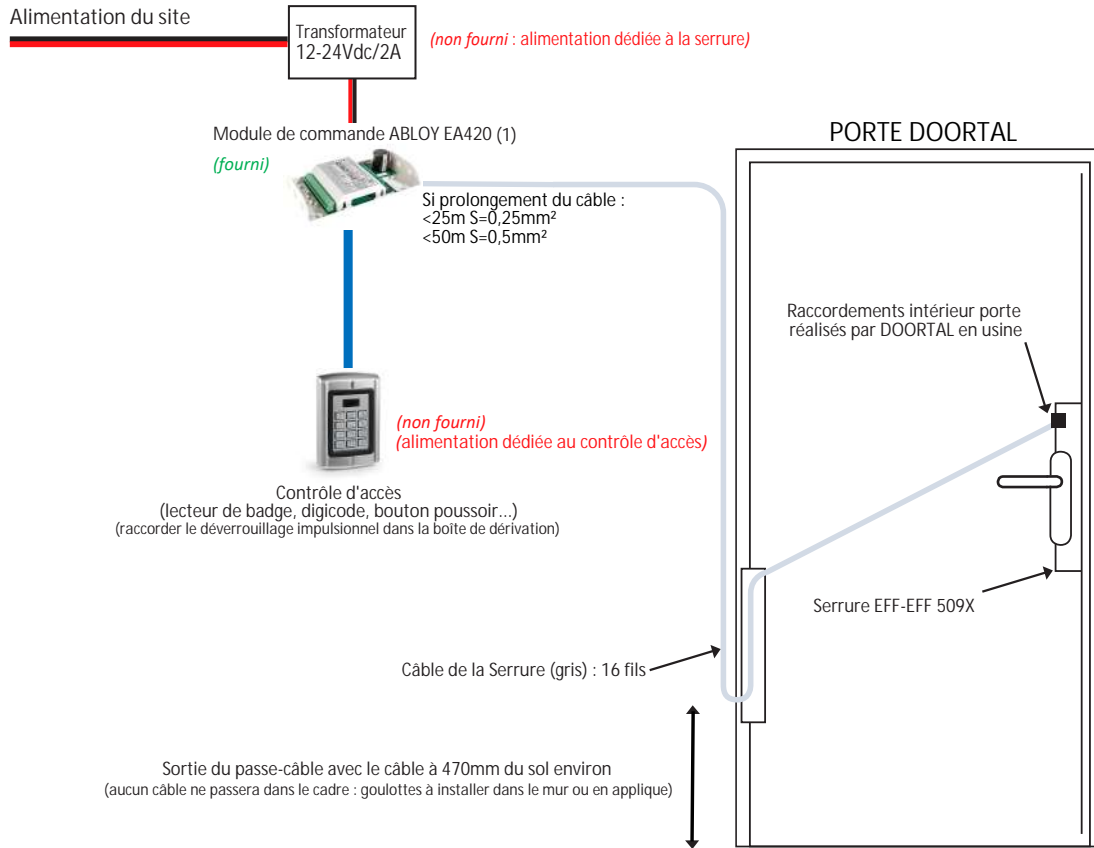 Alimentation du site
Transformateur
12-24Vdc/2A
(non fourni : alimentation dédiée à la serrure)
Module de commande ABLOY EA420 (1)
(fourni)
PORTE DOORTAL
Si prolongement du câble :
<25m S=0,25mm²
<50m S=0,5mm²
Raccordements intérieur porte
réalisés par DOORTAL en usine
(non fourni)
(alimentation dédiée au contrôle d'accès)
Contrôle d'accès
(lecteur de badge, digicode, bouton poussoir...)
(raccorder le déverrouillage impulsionnel dans la boîte de dérivation)
Serrure EFF-EFF 509X
Câble de la Serrure (gris) : 16 fils
Sortie du passe-câble avec le câble à 470mm du sol environ
(aucun câble ne passera dans le cadre : goulottes à installer dans le mur ou en applique)